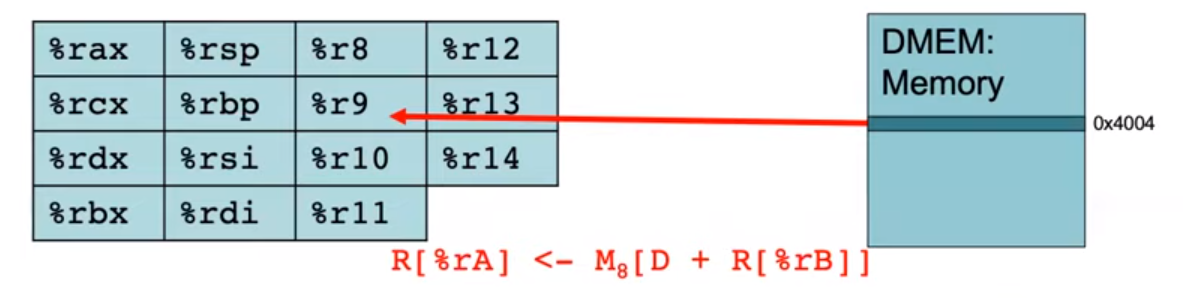 %rax %rsp %r8 %r12
%rcx %rbp %r9 %r13
%rdx %rsi %r10 %r14
%rbx %rdi %r11
DMEM:
Memory
0x4004
R[%rA] <- M₈[D + R[%rB]]